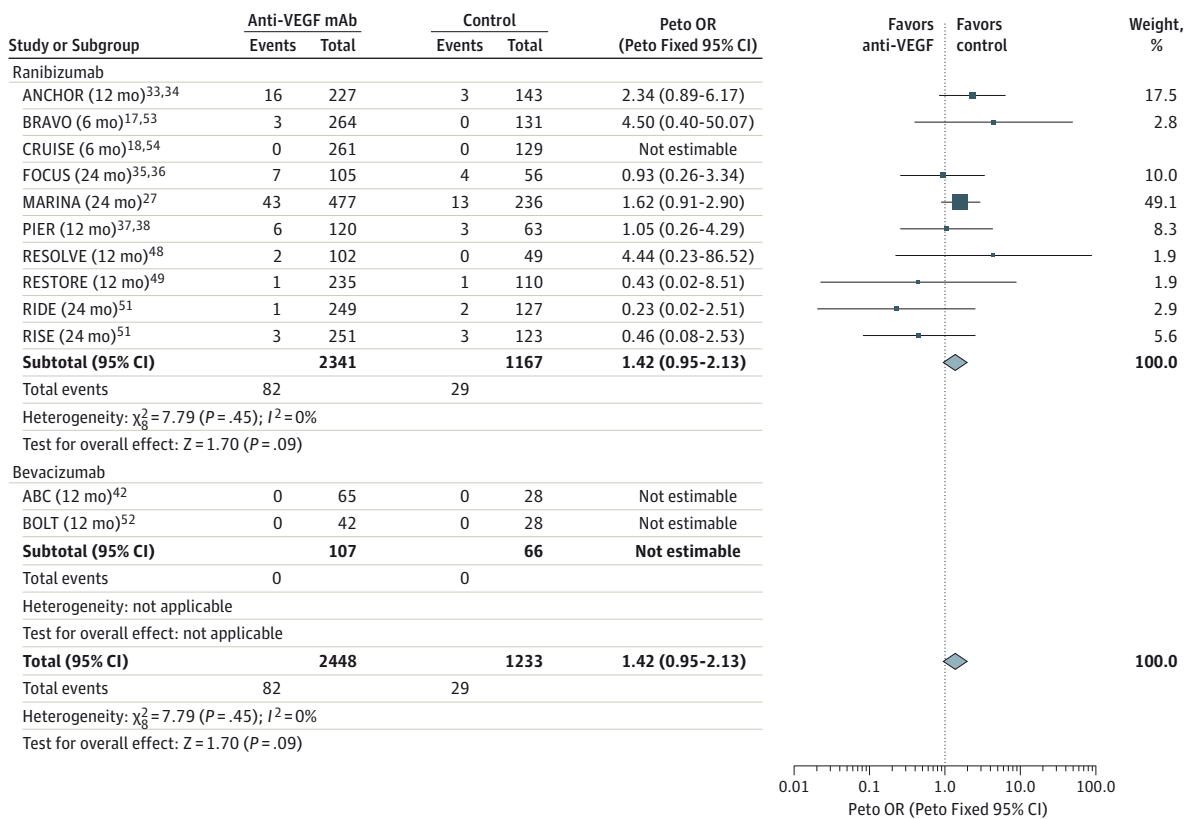 Anti-VEGF mAb Control Peto OR Favors Favors Weight,
Study or Subgroup Events Total Events Total (Peto Fixed 95% CI) anti-VEGF control %
Ranibizumab
ANCHOR (12 mo)33,34 16 227 3 143 2.34 (0.89-6.17) 17.5
BRAVO (6 mo)17,53 3 264 0 131 4.50 (0.40-50.07) 2.8
CRUISE (6 mo)18,54 0 261 0 129 Not estimable
FOCUS (24 mo)35,36 7 105 4 56 0.93 (0.26-3.34) 10.0
MARINA (24 mo)27 43 477 13 236 1.62 (0.91-2.90) 49.1
PIER (12 mo)37,38 6 120 3 63 1.05 (0.26-4.29) 8.3
RESOLVE (12 mo)48 2 102 0 49 4.44 (0.23-86.52) 1.9
RESTORE (12 mo)49 1 235 1 110 0.43 (0.02-8.51) 1.9
RIDE (24 mo)51 1 249 2 127 0.23 (0.02-2.51) 2.9
RISE (24 mo)51 3 251 3 123 0.46 (0.08-2.53) 5.6
Subtotal (95% CI) 2341 1167 1.42 (0.95-2.13) 100.0
Total events 82 29
Heterogeneity: χ²₈ = 7.79 (P = .45); I² = 0%
Test for overall effect: Z = 1.70 (P = .09)
Bevacizumab
ABC (12 mo)42 0 65 0 28 Not estimable
BOLT (12 mo)52 0 42 0 28 Not estimable
Subtotal (95% CI) 107 66 Not estimable
Total events 0 0
Heterogeneity: not applicable
Test for overall effect: not applicable
Total (95% CI) 2448 1233 1.42 (0.95-2.13) 100.0
Total events 82 29
Heterogeneity: χ²₈ = 7.79 (P = .45); I² = 0%
Test for overall effect: Z = 1.70 (P = .09)
0.01 0.1 1.0 10.0 100.0
Peto OR (Peto Fixed 95% CI)